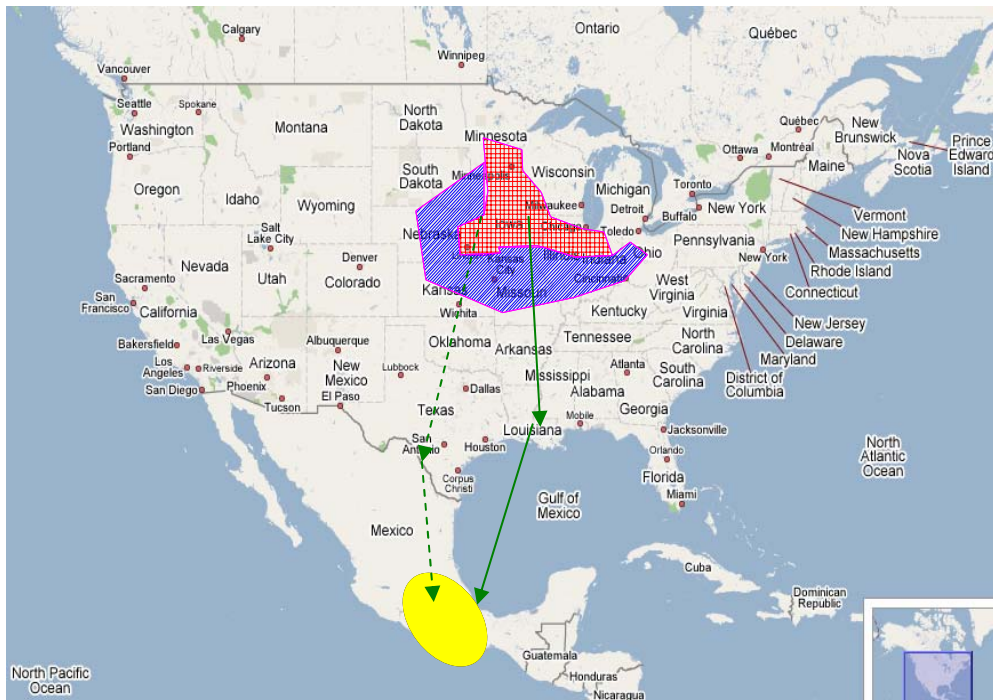 Calgary
Ontario
Québec
Winnipeg
Vancouver
Seattle
Spokane
Washington
Portland
Montana
North
Dakota
Minnesota
Québec
New
Brunswick
Prince
Edward
Island
Nova
Scotia
Ottawa
Montréal
Maine
Oregon
Idaho
Wyoming
South
Dakota
Minneapolis
Wisconsin
Michigan
Toronto
Milwaukee
Detroit
Buffalo
New York
Vermont
New Hampshire
Massachusetts
Rhode Island
Connecticut
Nebraska
Iowa
Chicago
Toledo
Ohio
Pennsylvania
New York
Salt
Lake City
Nevada
Utah
Denver
Colorado
Kansas
City
Kansas
Missouri
Illinois
Indiana
Cincinnati
West
Virginia
Virginia
New Jersey
Delaware
Maryland
District of
Columbia
Sacramento
San
Francisco
California
Wichita
Kentucky
Las Vegas
Bakersfield
Los
Angeles
Riverside
San Diego
Arizona
Phoenix
Tucson
Albuquerque
New
Mexico
El Paso
Lubbock
Oklahoma
Arkansas
Tennessee
North
Carolina
South
Carolina
Atlanta
Mississippi
Alabama
Georgia
Dallas
Texas
Louisiana
Mobile
Jacksonville
San
Antonio
Houston
Corpus
Christi
Orlando
Florida
Miami
North
Atlantic
Ocean
Gulf of
Mexico
Mexico
Cuba
Dominican
Republic
Guatemala
Honduras
Nicaragua
North Pacific
Ocean